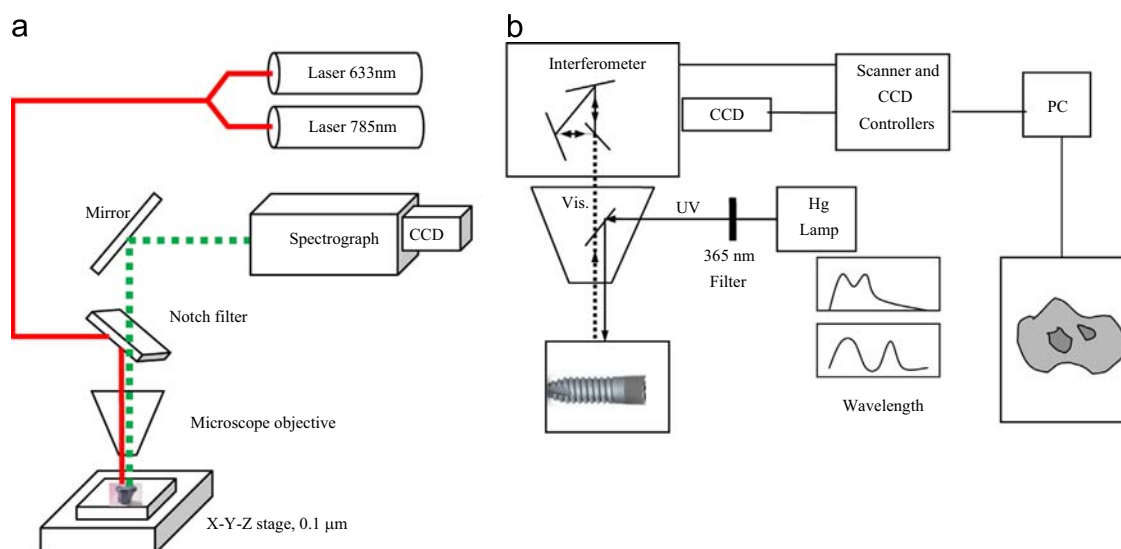 a
Laser 633nm
Laser 785nm
Mirror
Spectrograph
CCD
Notch filter
Microscope objective
X-Y-Z stage, 0.1 μm
b
Interferometer
CCD
Scanner and
CCD
Controllers
PC
Vis.
UV
Hg
Lamp
365 nm
Filter
Wavelength